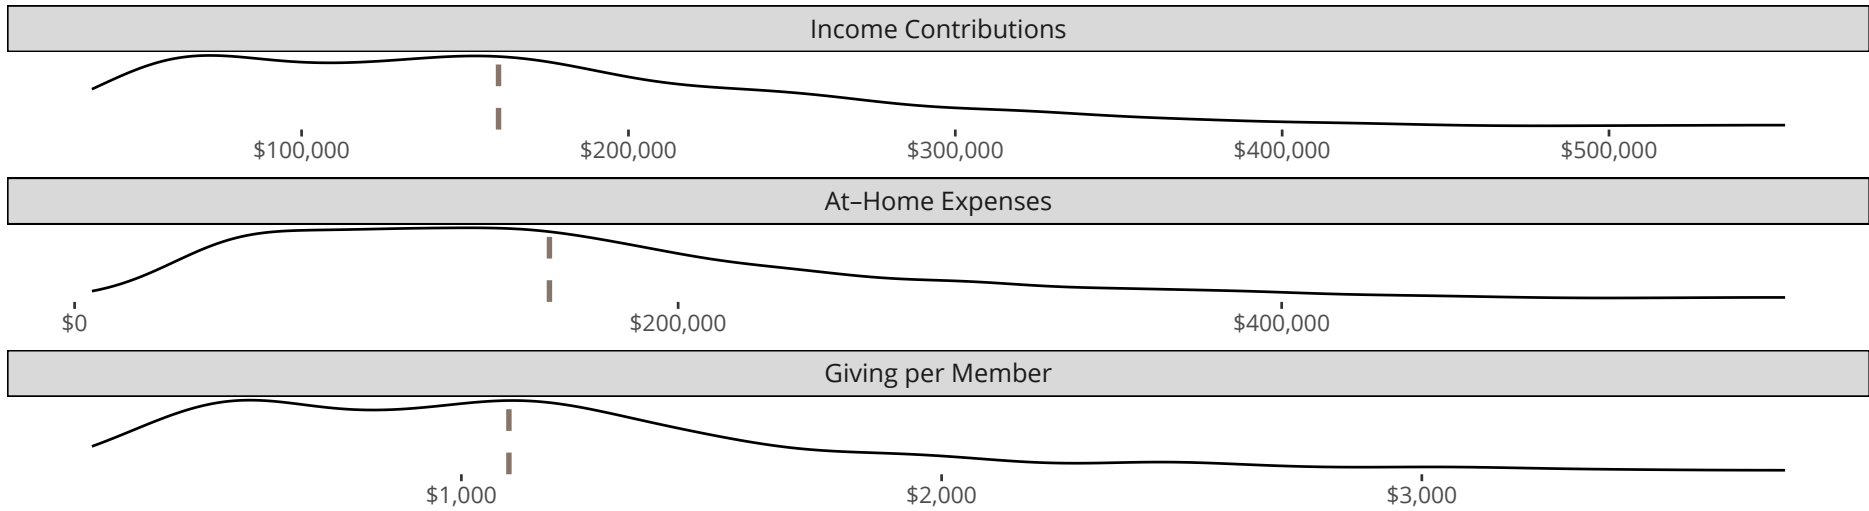 Income Contributions
$100,000 $200,000 $300,000 $400,000 $500,000
At–Home Expenses
$0 $200,000 $400,000
Giving per Member
$1,000 $2,000 $3,000